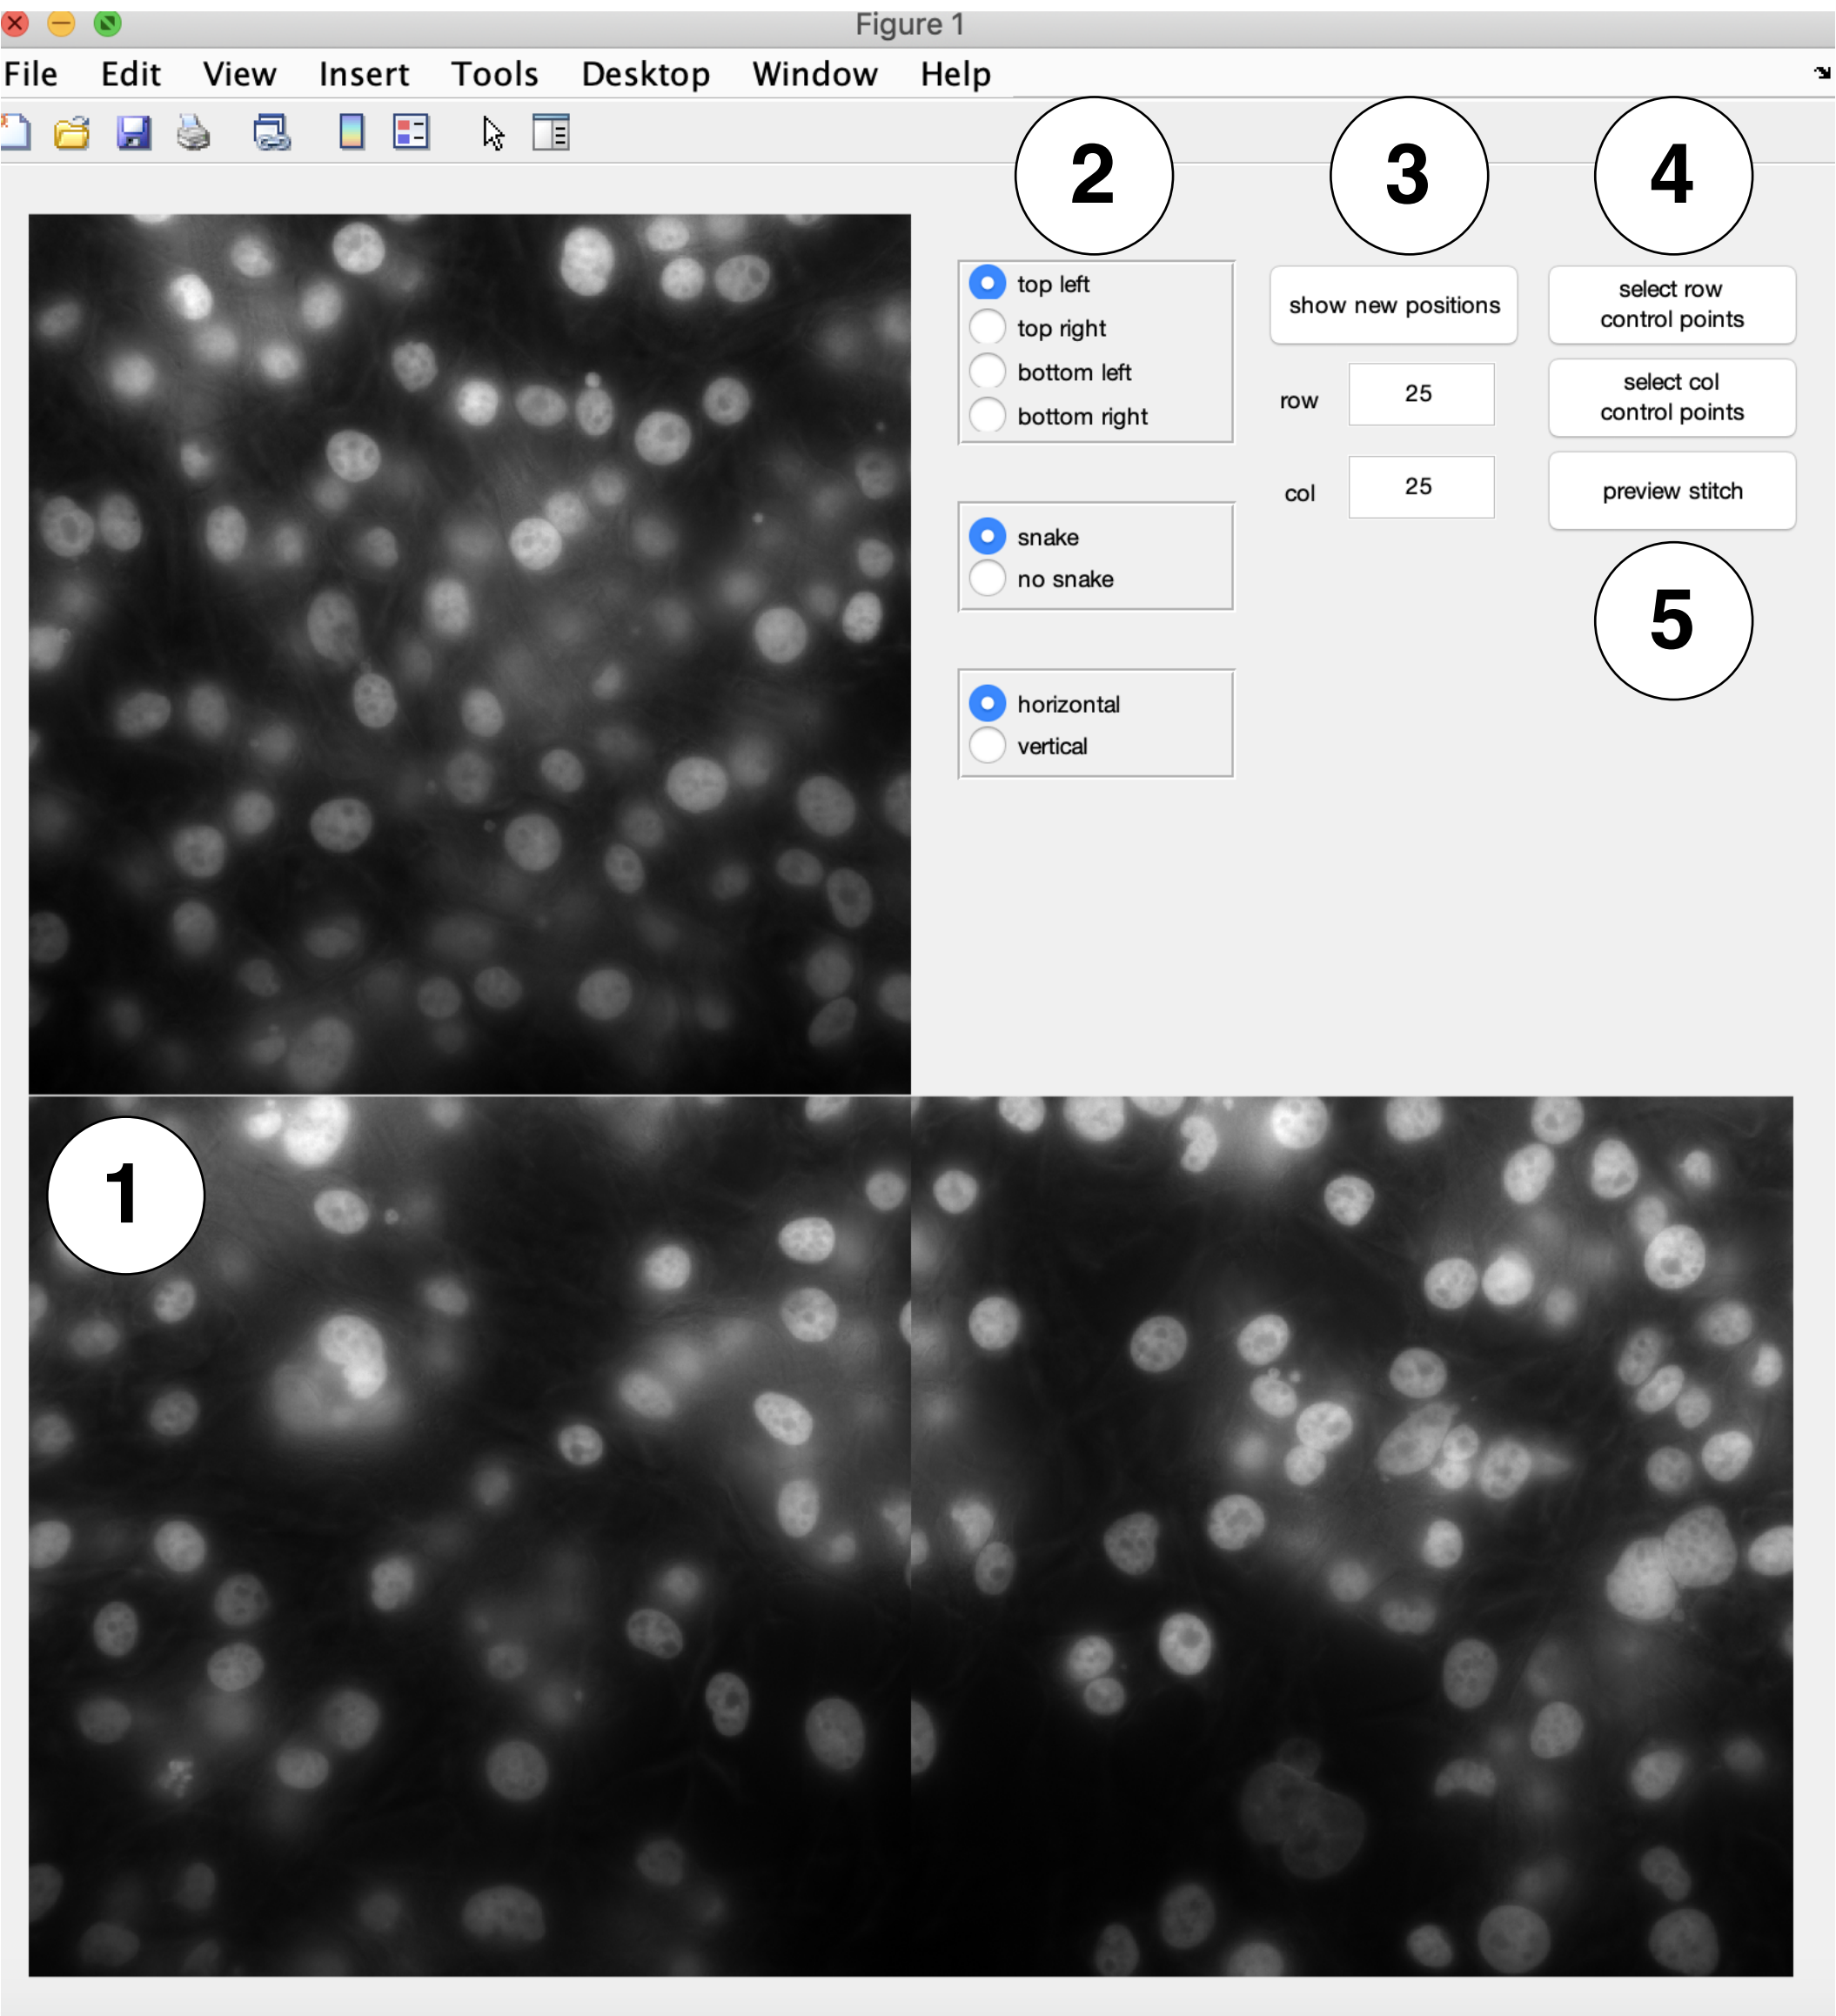 Figure 1
File Edit View Insert Tools Desktop Window Help
2 3 4
top left
top right
bottom left
bottom right
show new positions
row 25
col 25
select row
control points
select col
control points
preview stitch
snake
no snake
5
horizontal
vertical
1